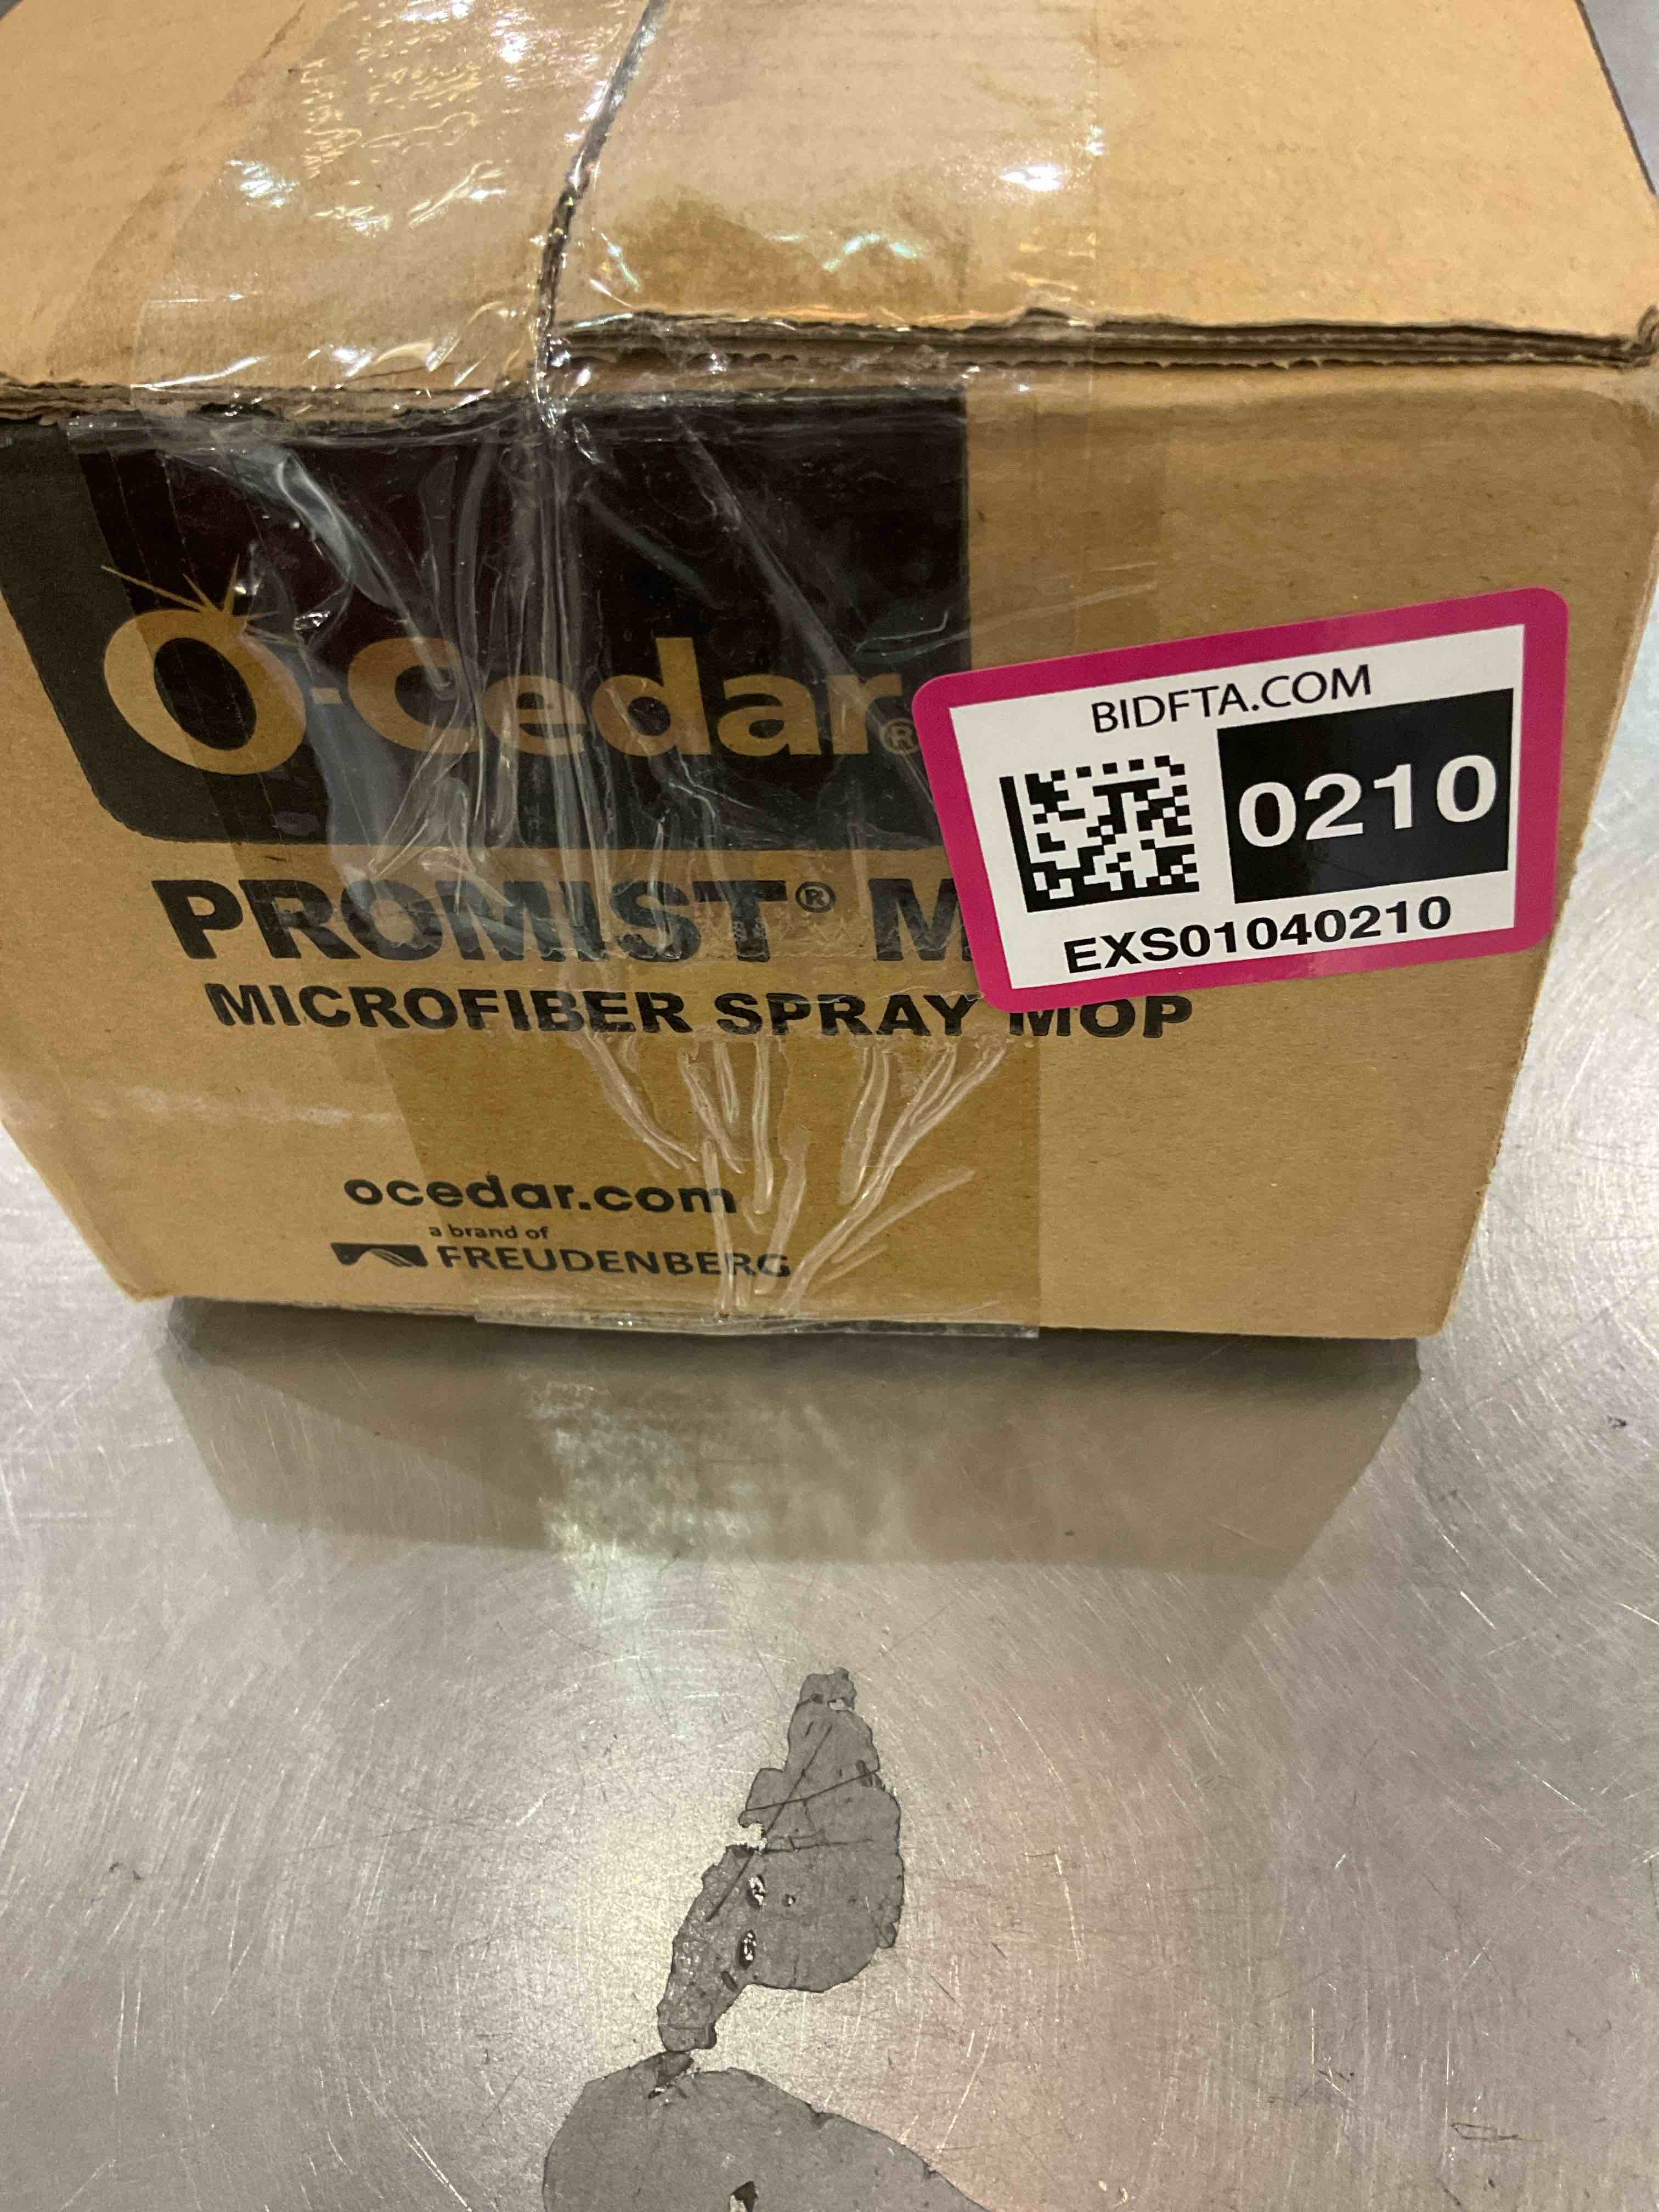 O-Cedar®
PROMIST® M
MICROFIBER SPRAY MOP
ocedar.com
a brand of
FREUDENBERG
BIDFTA.COM
0210
EXS01040210